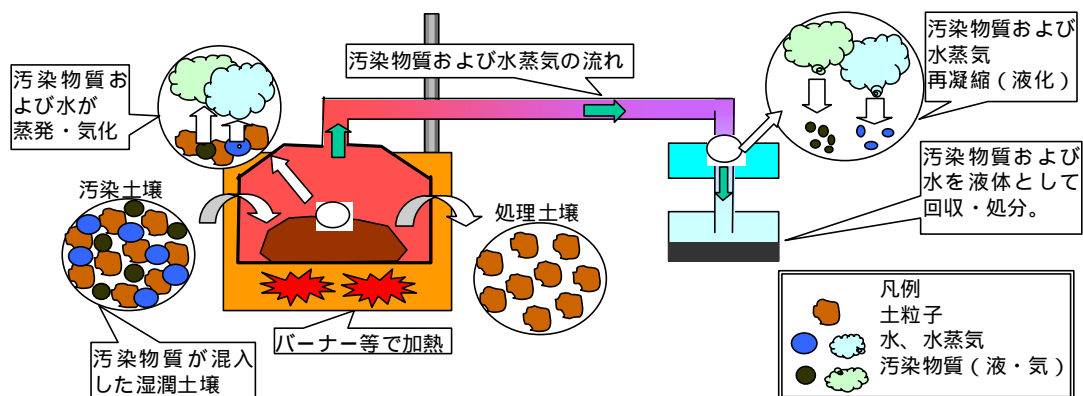 汚染物質お
よび水が
蒸発・気化
汚染物質および水蒸気の流れ
汚染物質および
水蒸気
再凝縮(液化)
汚染物質および
水を液体として
回収・処分。
汚染土壌
処理土壌
汚染物質が混入
した湿潤土壌
バーナー等で加熱
凡例
土粒子
水、水蒸気
汚染物質(液・気)